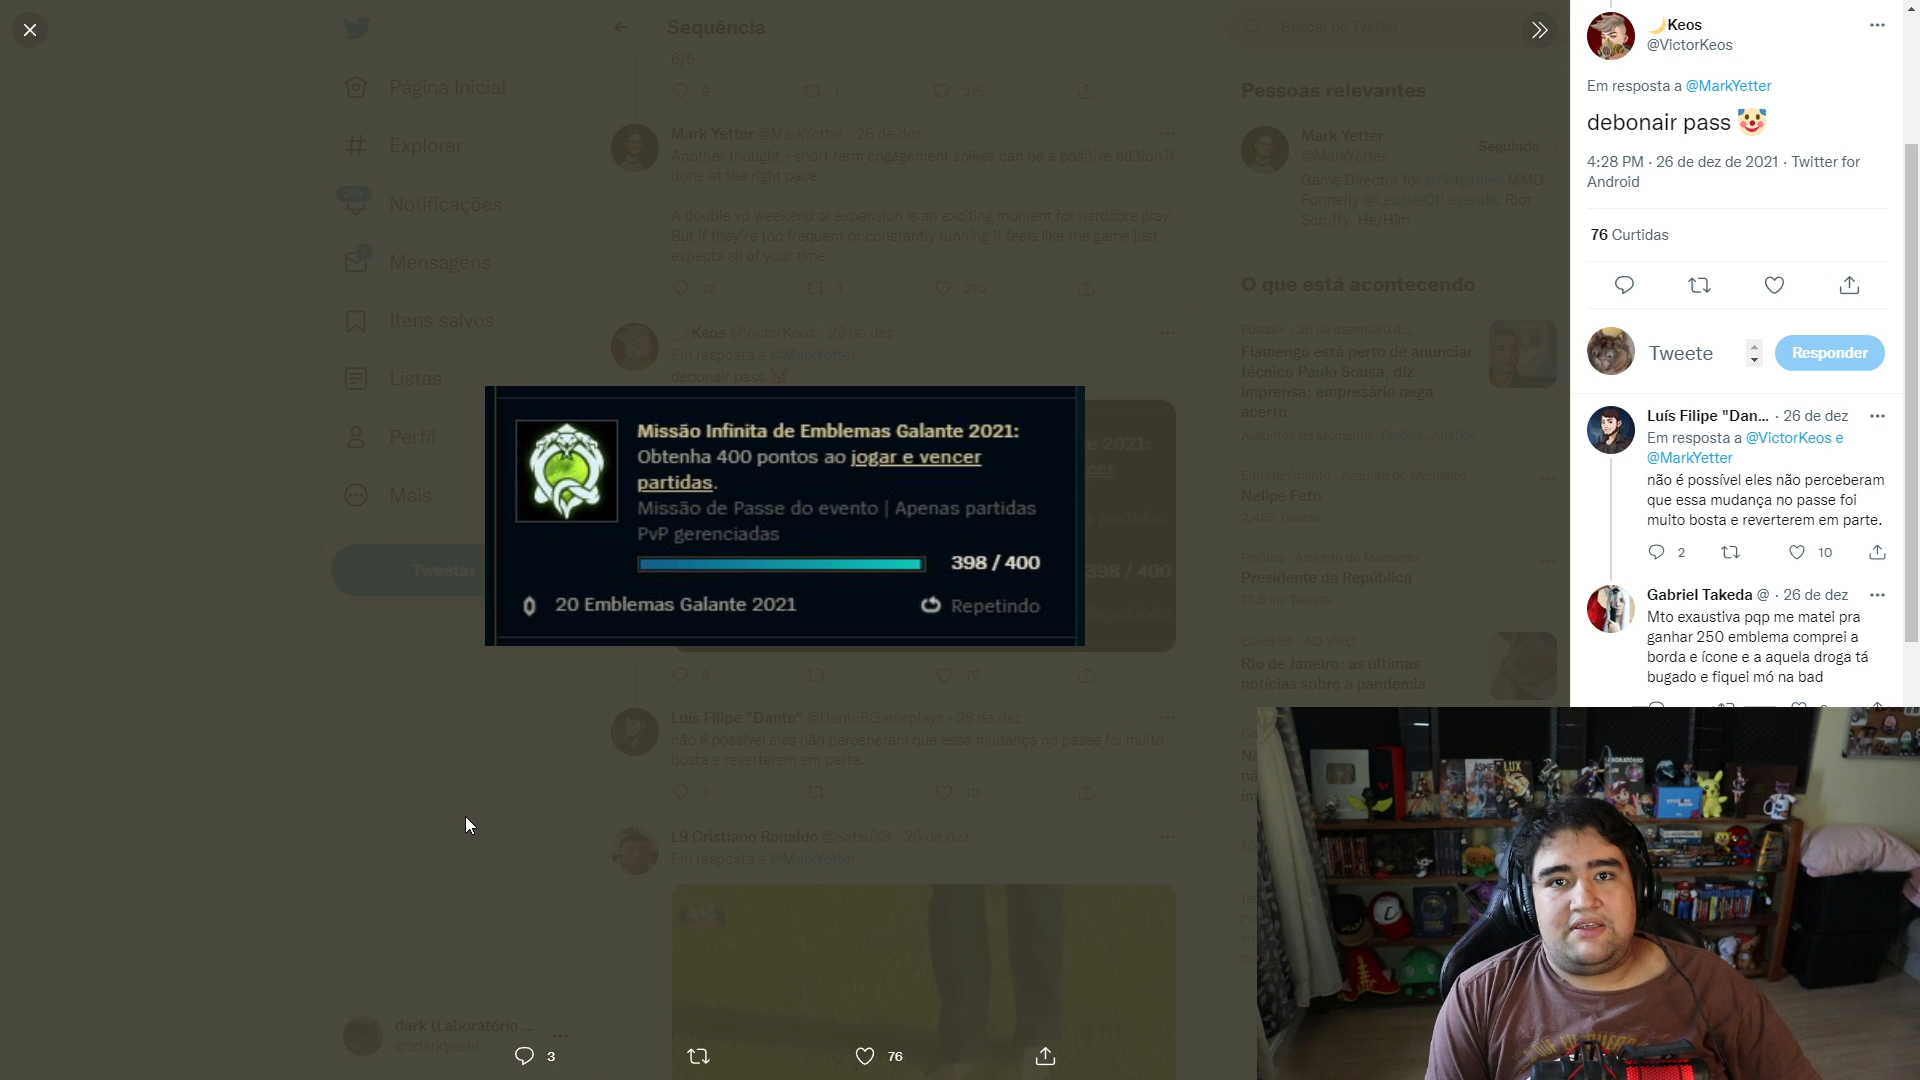 Sequência
Buscar no Twitter
6/6
9
1
215
Página Inicial
Explorar
20+
Notificações
Mensagens
Itens salvos
Listas
Perfil
Mais
Tweetar
dark (Laboratório ...
@zdarkyoshi
Mark Yetter @MarkYetter · 26 de dez
Another thought - short term engagement spikes can be a positive edition if
done at the right pace
A double xp weekend or expansion is an exciting moment for hardcore play.
But if they're too frequent or constantly running it feels like the game just
expects all of your time
13
1
210
Keos @VictorKeos · 26 de dez
Em resposta a @MarkYetter
debonair pass
Missão Infinita de Emblemas Galante 2021:
Obtenha 400 pontos ao jogar e vencer
partidas.
Missão de Passe do evento | Apenas partidas
PvP gerenciadas
398 / 400
20 Emblemas Galante 2021
Repetindo
e 2021:
cer
partidas
398 / 400
Repetindo
3
76
Luís Filipe "Dante" @DanteBGameplays · 26 de dez
não é possível eles não perceberam que essa mudança no passe foi muito
bosta e reverterem em parte.
2
10
L9 Cristiano Ronaldo @SatsuX9 · 26 de dez
Em resposta a @MarkYetter
3
76
Pessoas relevantes
Mark Yetter
@MarkYetter
Seguindo
Game Director for @riotgames MMO.
Formerly @LeagueOfLegends, Riot
Scruffy. He/Him
O que está acontecendo
Futebol · 26 de dezembro d...
Flamengo está perto de anunciar
técnico Paulo Sousa, diz
imprensa; empresário nega
acerto
Assuntos do Momento: Polônia, Atlético
Entretenimento · Assunto do Momento
Nelipe Feto
2.465 Tweets
Política · Assunto do Momento
Presidente da República
13,5 mil Tweets
Covid-19 · AO VIVO
Rio de Janeiro: as últimas
notícias sobre a pandemia
Keos
@VictorKeos
Em resposta a @MarkYetter
debonair pass
4:28 PM · 26 de dez de 2021 · Twitter for
Android
76 Curtidas
Tweete
Responder
Luís Filipe "Dan... · 26 de dez
Em resposta a @VictorKeos e
@MarkYetter
não é possível eles não perceberam
que essa mudança no passe foi
muito bosta e reverterem em parte.
2
10
Gabriel Takeda @ · 26 de dez
Mto exaustiva pqp me matei pra
ganhar 250 emblema comprei a
borda e ícone e a aquela droga tá
bugado e fiquei mó na bad
LUX